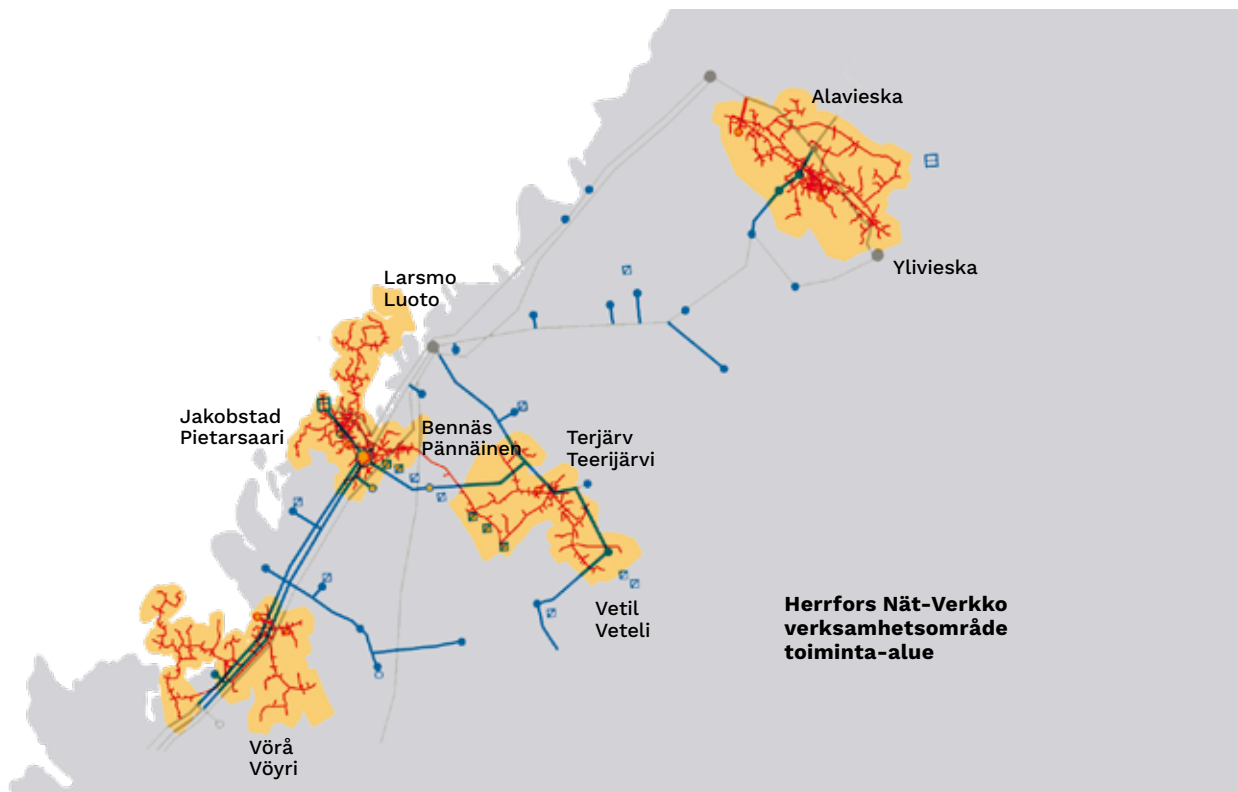 Alavieska
Ylivieska
Larsmo
Luoto
Jakobstad
Pietarsaari
Bennäs
Pännäinen
Terjärv
Teerijärvi
Vetil
Veteli
Herrfors Nät-Verkko
verksamhetsområde
toiminta-alue
Vörå
Vöyri